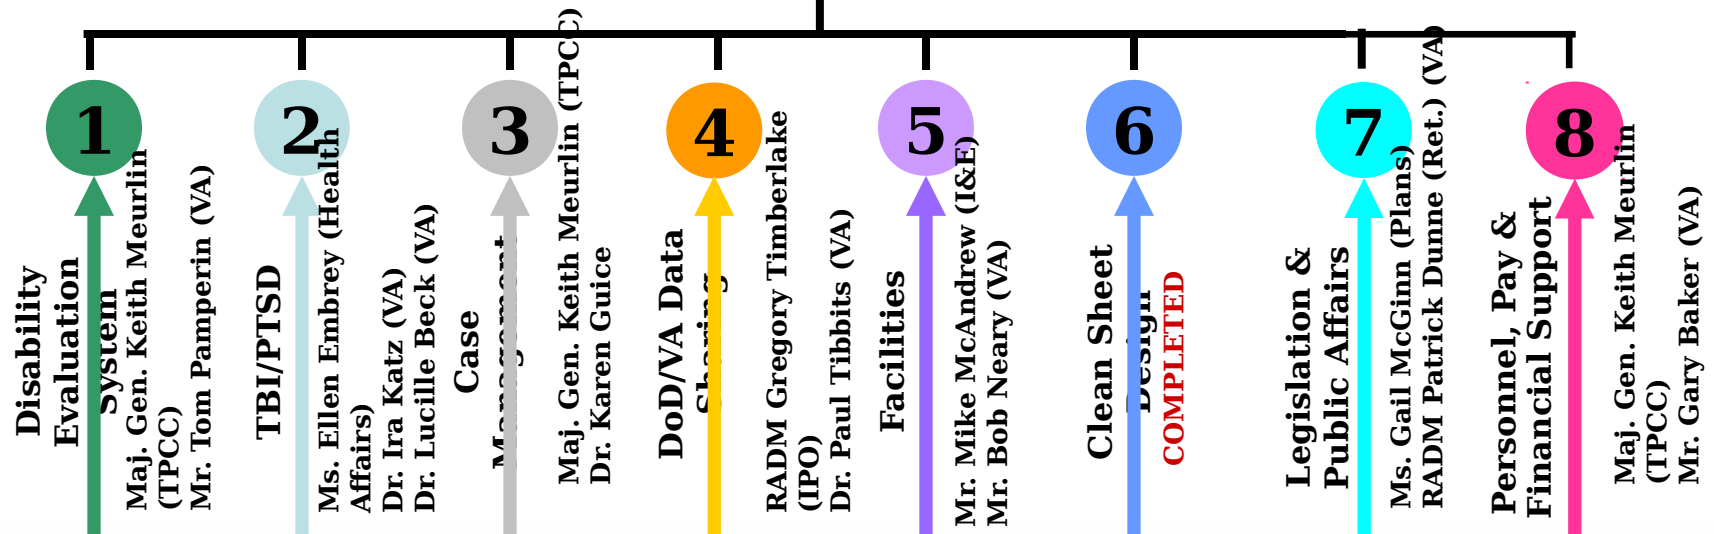 1
Disability
Evaluation
System
Maj. Gen. Keith Meurlin
(TPCC)
Mr. Tom Pamperin (VA)
2
TBI/PTSD
Ms. Ellen Embrey (Health
Affairs)
Dr. Ira Katz (VA)
Dr. Lucille Beck (VA)
3
Case
Management
Maj. Gen. Keith Meurlin (TPCC)
Dr. Karen Guice
4
DoD/VA Data
Sharing
RADM Gregory Timberlake
(IPO)
Dr. Paul Tibbits (VA)
5
Facilities
Mr. Mike McAndrew (I&E)
Mr. Bob Neary (VA)
6
Clean Sheet
Design
COMPLETED
7
Legislation &
Public Affairs
Ms. Gail McGinn (Plans)
RADM Patrick Dunne (Ret.) (VA)
8
Personnel, Pay &
Financial Support
Maj. Gen. Keith Meurlin
(TPCC)
Mr. Gary Baker (VA)